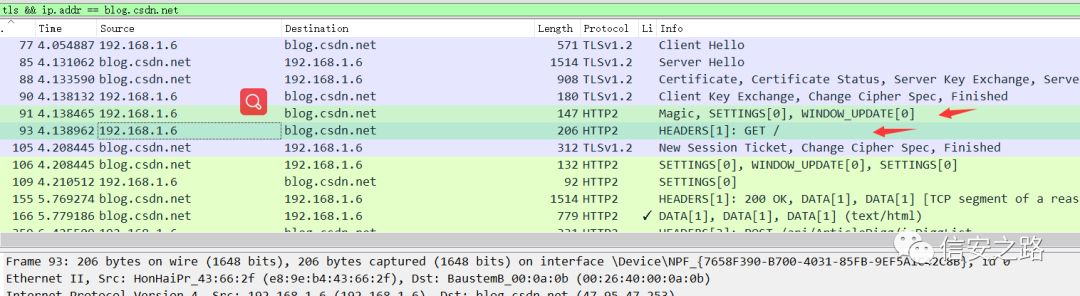 tls && ip.addr == blog.csdn.net
Time Source Destination Length Protocol Li Info
77 4.054887 192.168.1.6 blog.csdn.net 571 TLSv1.2 Client Hello
85 4.131062 blog.csdn.net 192.168.1.6 1514 TLSv1.2 Server Hello
88 4.133590 blog.csdn.net 192.168.1.6 908 TLSv1.2 Certificate, Certificate Status, Server Key Exchange, Serve
90 4.138132 192.168.1.6 blog.csdn.net 180 TLSv1.2 Client Key Exchange, Change Cipher Spec, Finished
91 4.138465 192.168.1.6 blog.csdn.net 147 HTTP2 Magic, SETTINGS[0], WINDOW_UPDATE[0]
93 4.138962 192.168.1.6 blog.csdn.net 206 HTTP2 HEADERS[1]: GET /
105 4.208445 blog.csdn.net 192.168.1.6 312 TLSv1.2 New Session Ticket, Change Cipher Spec, Finished
106 4.208445 blog.csdn.net 192.168.1.6 132 HTTP2 SETTINGS[0], WINDOW_UPDATE[0], SETTINGS[0]
109 4.210512 192.168.1.6 blog.csdn.net 92 HTTP2 SETTINGS[0]
155 5.769274 blog.csdn.net 192.168.1.6 1514 HTTP2 HEADERS[1]: 200 OK, DATA[1], DATA[1] [TCP segment of a reas
166 5.779186 blog.csdn.net 192.168.1.6 779 HTTP2 ✓ DATA[1], DATA[1], DATA[1] (text/html)
信安之路
Frame 93: 206 bytes on wire (1648 bits), 206 bytes captured (1648 bits) on interface \Device\NPF_{7658F390-B700-4031-85FB-
Ethernet II, Src: HonHaiPr_43:66:2f (e8:9e:b4:43:66:2f), Dst: BaustemB_00:0a:0b (00:26:40:00:0a:0b)
Internet Protocol Version 4, Src: 192.168.1.6 (192.168.1.6), Dst: blog.csdn.net (47.95.47.253)